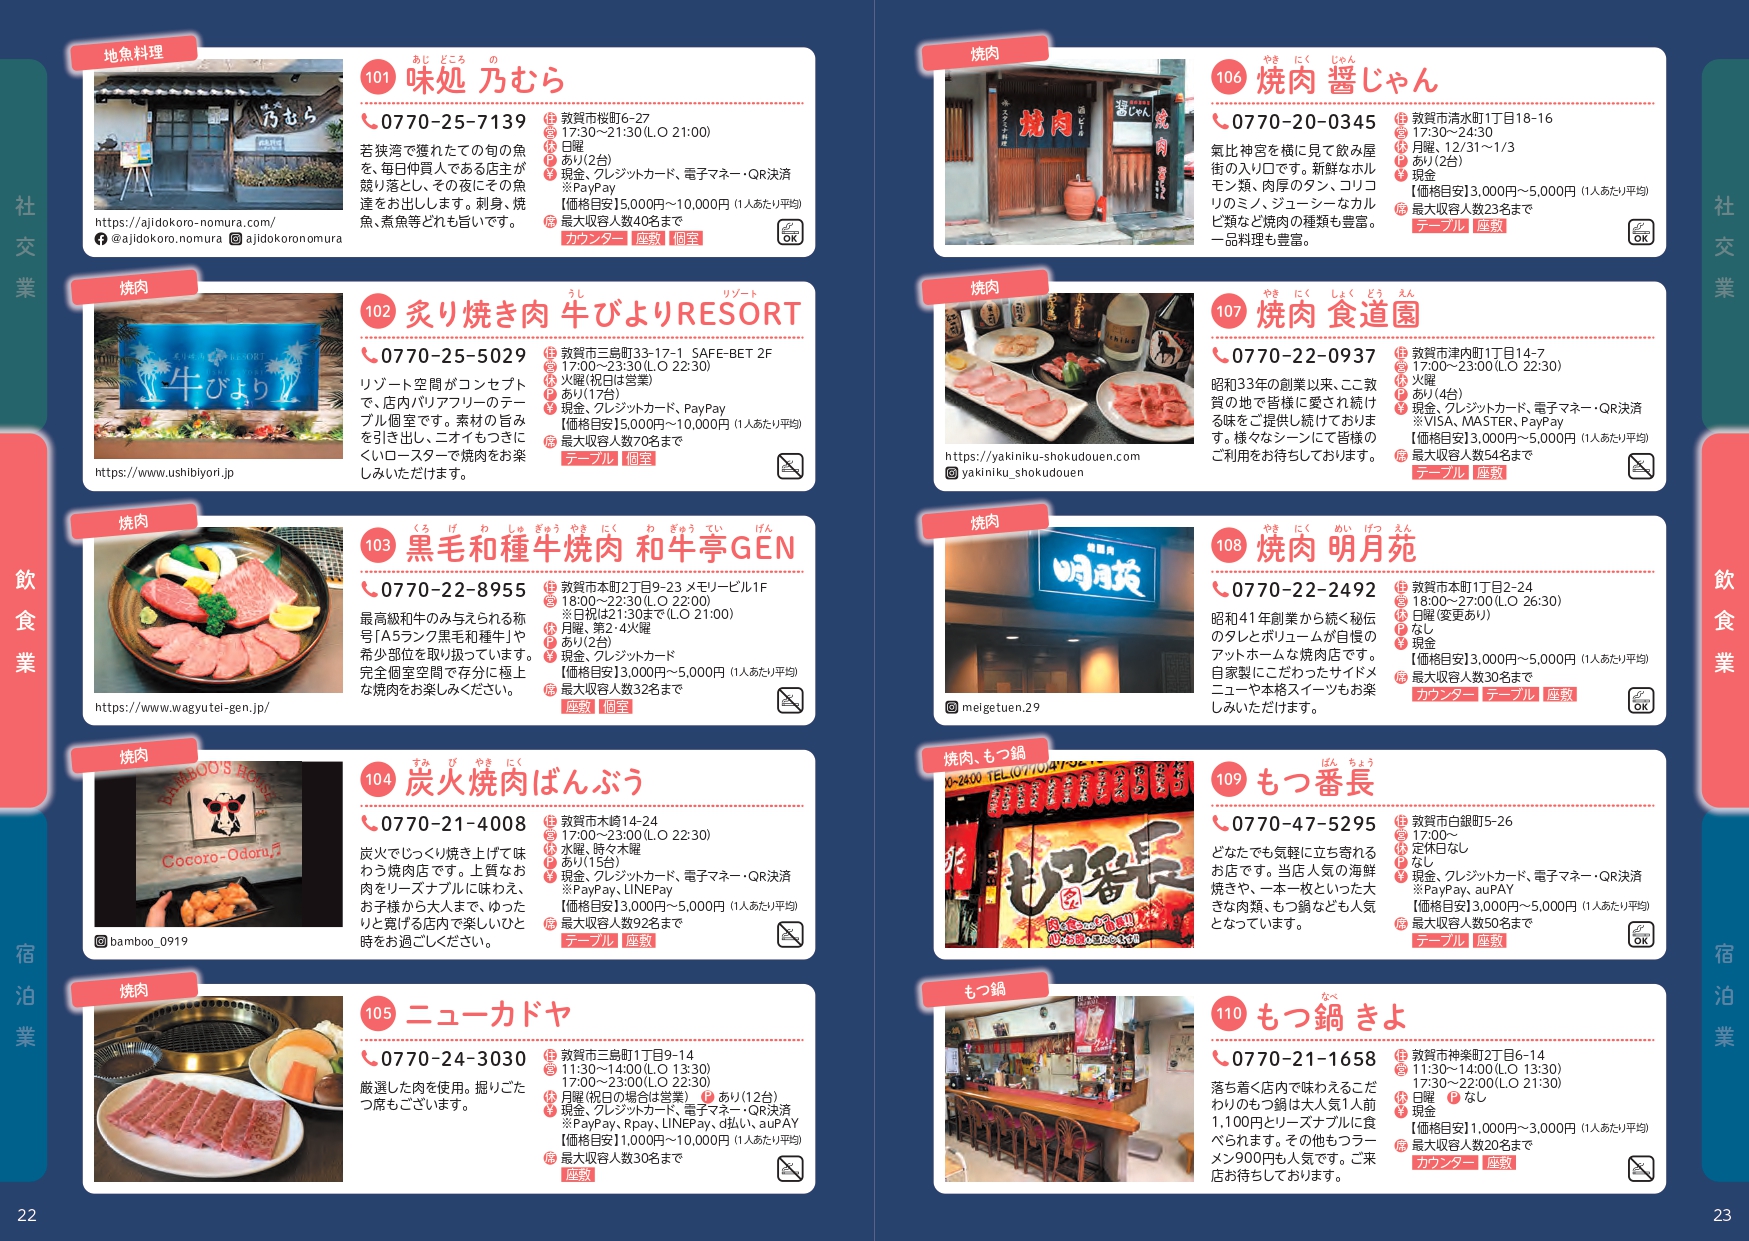 社交業
飲食業
宿泊業
地魚料理
味処 乃むら
https://ajidokoro-nomura.com/
@ajidokoro.nomura ajidokoronomura
101 味処 乃むら
あじ どころ の
0770-25-7139
若狭湾で獲れたての旬の魚
を、毎日仲買人である店主が
競り落とし、その夜にその魚
達をお出しします。刺身、焼
魚、煮魚等どれも旨いです。
住 敦賀市桜町6-27
営 17:30〜21:30(L.O 21:00)
休 日曜
P あり(2台)
¥ 現金、クレジットカード、電子マネー・QR決済
※PayPay
【価格目安】5,000円〜10,000円 (1人あたり平均)
席 最大収容人数40名まで
カウンター 座敷 個室
OK
焼肉
牛びより
https://www.ushibiyori.jp
102 炙り焼き肉 牛びよりRESORT
うし リゾート
0770-25-5029
リゾート空間がコンセプト
で、店内バリアフリーのテー
ブル個室です。素材の旨み
を引き出し、ニオイもつきに
くいロースターで焼肉をお楽
しみいただけます。
住 敦賀市三島町33-17-1 SAFE-BET 2F
営 17:00〜23:30(L.O 22:30)
休 火曜(祝日は営業)
P あり(17台)
¥ 現金、クレジットカード、PayPay
【価格目安】5,000円〜10,000円 (1人あたり平均)
席 最大収容人数70名まで
テーブル 個室
焼肉
https://www.wagyutei-gen.jp/
103 黒毛和種牛焼肉 和牛亭GEN
くろ げ わ しゅ ぎゅう やき にく わ ぎゅう てい げん
0770-22-8955
最高級和牛のみ与えられる称
号「A5ランク黒毛和種牛」や
希少部位を取り扱っています。
完全個室空間で存分に極上
な焼肉をお楽しみください。
住 敦賀市本町2丁目9-23 メモリービル1F
営 18:00〜22:30(L.O 22:00)
※日祝は21:30まで(L.O 21:00)
休 月曜、第2・4火曜
P あり(2台)
¥ 現金、クレジットカード
【価格目安】3,000円〜5,000円 (1人あたり平均)
席 最大収容人数32名まで
座敷 個室
焼肉
BAMBOO'S HOUSE
Cocoro-Odoru♬
bamboo_0919
104 炭火焼肉ばんぶう
すみ び やき にく
0770-21-4008
炭火でじっくり焼き上げて味
わう焼肉店です。上質なお
肉をリーズナブルに味わえ、
お子様から大人まで、ゆった
りと寛げる店内で楽しいひと
時をお過ごしください。
住 敦賀市木崎14-24
営 17:00〜23:00(L.O 22:30)
休 水曜、時々木曜
P あり(15台)
¥ 現金、クレジットカード、電子マネー・QR決済
※PayPay、LINEPay
【価格目安】3,000円〜5,000円 (1人あたり平均)
席 最大収容人数92名まで
テーブル 座敷
焼肉
105 ニューカドヤ
0770-24-3030
厳選した肉を使用。掘りごた
つ席もございます。
住 敦賀市三島町1丁目9-14
営 11:30〜14:00(L.O 13:30)
17:00〜23:00(L.O 22:30)
休 月曜(祝日の場合は営業) P あり(12台)
¥ 現金、クレジットカード、電子マネー・QR決済
※PayPay、Rpay、LINEPay、d払い、auPAY
【価格目安】1,000円〜10,000円 (1人あたり平均)
席 最大収容人数30名まで
座敷
22
焼肉
焼肉
醤じゃん
106 焼肉 醤じゃん
やき にく じゃん
0770-20-0345
氣比神宮を横に見て飲み屋
街の入り口です。新鮮なホル
モン類、肉厚のタン、コリコ
リのミノ、ジューシーなカル
ビ類など焼肉の種類も豊富。
一品料理も豊富。
住 敦賀市清水町1丁目18-16
営 17:30〜24:30
休 月曜、12/31〜1/3
P あり(2台)
¥ 現金
【価格目安】3,000円〜5,000円 (1人あたり平均)
席 最大収容人数23名まで
テーブル 座敷
OK
焼肉
https://yakiniku-shokudouen.com
yakiniku_shokudouen
107 焼肉 食道園
やき にく しょく どう えん
0770-22-0937
昭和33年の創業以来、ここ敦
賀の地で皆様に愛され続け
る味をご提供し続けておりま
す。様々なシーンにて皆様の
ご利用をお待ちしております。
住 敦賀市津内町1丁目14-7
営 17:00〜23:00(L.O 22:30)
休 火曜
P あり(4台)
¥ 現金、クレジットカード、電子マネー・QR決済
※VISA、MASTER、PayPay
【価格目安】3,000円〜5,000円 (1人あたり平均)
席 最大収容人数54名まで
テーブル 座敷
焼肉
明月苑
meigetuen.29
108 焼肉 明月苑
やき にく めい げつ えん
0770-22-2492
昭和41年創業から続く秘伝
のタレとボリュームが自慢の
アットホームな焼肉店です。
自家製にこだわったサイドメ
ニューや本格スイーツもお楽
しみいただけます。
住 敦賀市本町1丁目2-24
営 18:00〜27:00(L.O 26:30)
休 日曜(変更あり)
P なし
¥ 現金
【価格目安】3,000円〜5,000円 (1人あたり平均)
席 最大収容人数30名まで
カウンター テーブル 座敷
OK
焼肉、もつ鍋
もつ番長
109 もつ番長
ばん ちょう
0770-47-5295
どなたでも気軽に立ち寄れる
お店です。当店人気の海鮮
焼きや、一本一枚といった大
きな肉類、もつ鍋なども人気
となっています。
住 敦賀市白銀町5-26
営 17:00〜
休 定休日なし
P なし
¥ 現金、クレジットカード、電子マネー・QR決済
※PayPay、auPAY
【価格目安】3,000円〜5,000円 (1人あたり平均)
席 最大収容人数50名まで
テーブル 座敷
OK
もつ鍋
110 もつ鍋 きよ
なべ
0770-21-1658
落ち着く店内で味わえるこだ
わりのもつ鍋は大人気1人前
1,100円とリーズナブルに食
べられます。その他もつラー
メン900円も人気です。ご来
店お待ちしております。
住 敦賀市神楽町2丁目6-14
営 11:30〜14:00(L.O 13:30)
17:30〜22:00(L.O 21:30)
休 日曜 P なし
¥ 現金
【価格目安】1,000円〜3,000円 (1人あたり平均)
席 最大収容人数20名まで
カウンター 座敷
社交業
飲食業
宿泊業
23